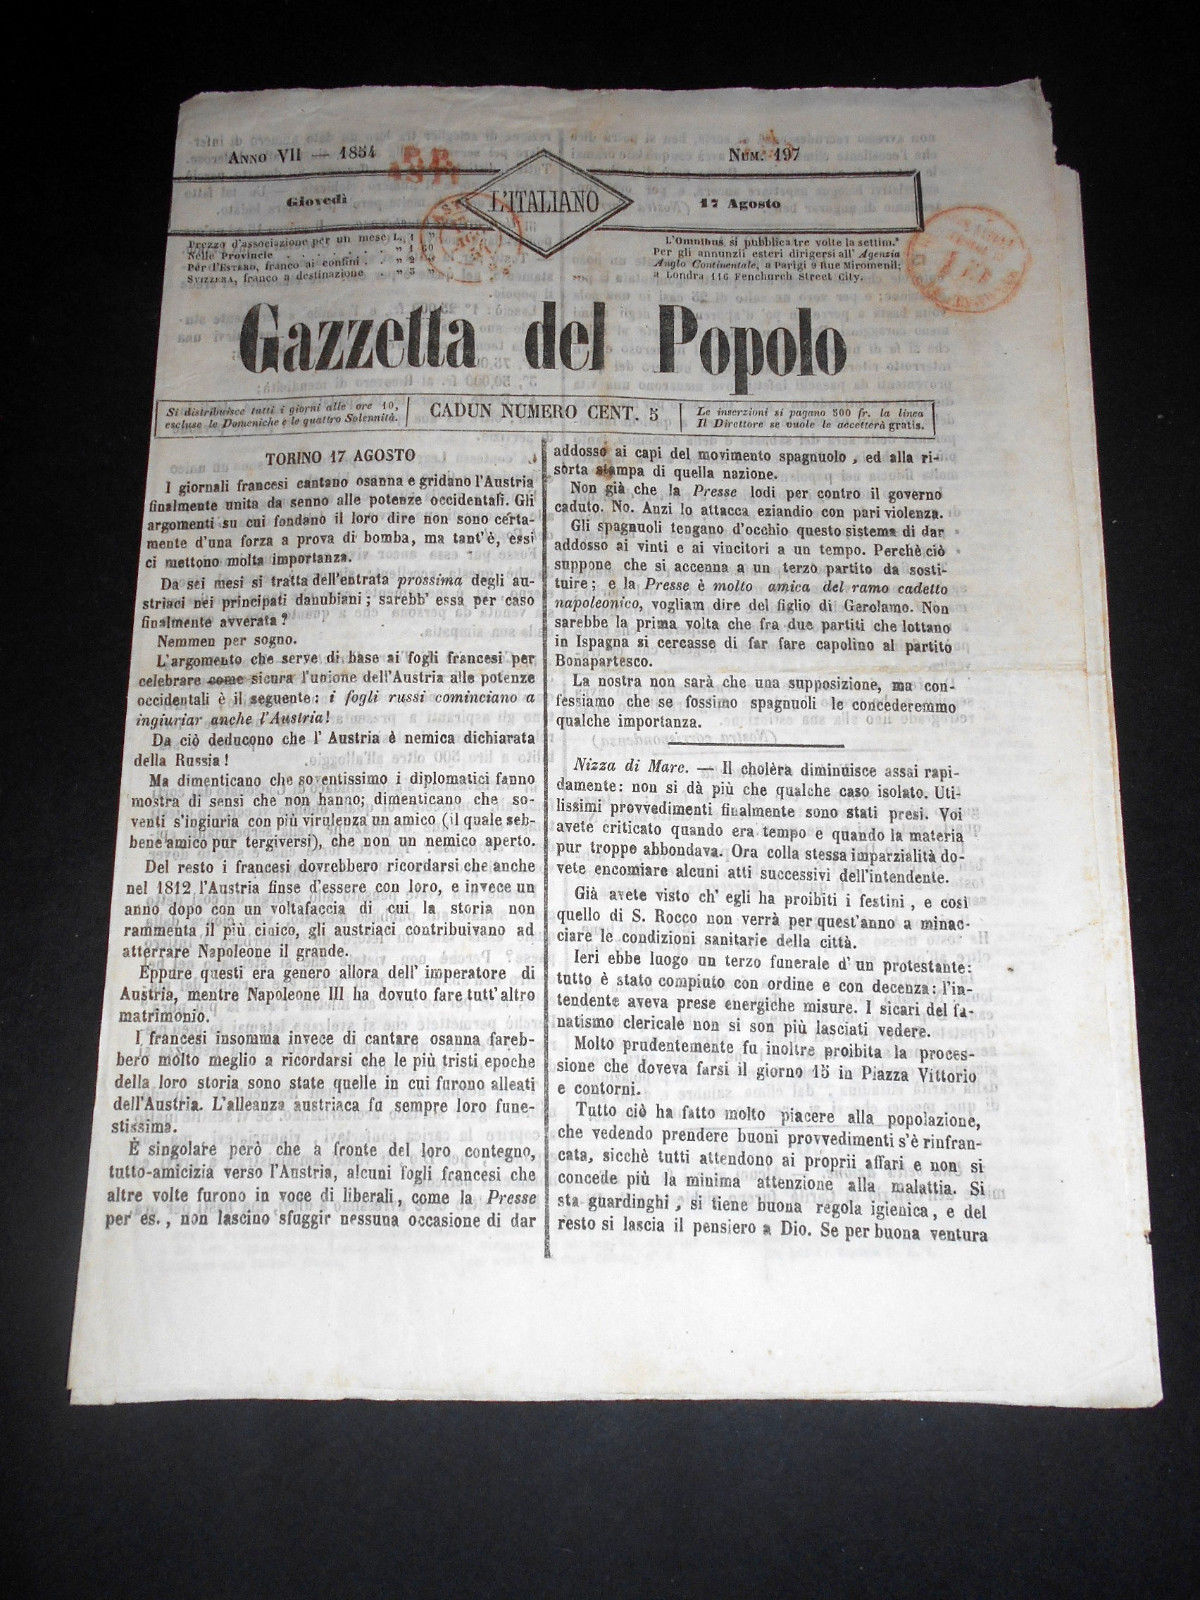 ANNO VII — 1854
NUM. 197
Giovedì
L'ITALIANO
17 Agosto
Prezzo d'associazione per un mese L. 1 "
Nelle Provincie . . . . . . . . " 1 60
Per l'ESTERO, franco ai confini . . " 2 "
SVIZZERA, franco a destinazione . . . " 3 "
L'Omnibus si pubblica tre volte la settim.ª
Per gli annunzii esteri dirigersi all' Agenzia
Anglo Continentale, a Parigi 9 Rue Miromenil;
a Londra 116 Fenchurch Street City.
Gazzetta del Popolo
Si distribuisce tutti i giorni alle ore 10,
escluse le Domeniche e le quattro Solennità.
CADUN NUMERO CENT. 5
Le inserzioni si pagano 500 fr. la linea
Il Direttore se vuole le accetterà gratis.
TORINO 17 AGOSTO
I giornali francesi cantano osanna e gridano l'Austria
finalmente unita da senno alle potenze occidentali. Gli
argomenti su cui fondano il loro dire non sono certa-
mente d'una forza a prova di bomba, ma tant'è, essi
ci mettono molta importanza.
Da sei mesi si tratta dell'entrata prossima degli au-
striaci nei principati danubiani; sarebb' essa per caso
finalmente avverata?
Nemmen per sogno.
L'argomento che serve di base ai fogli francesi per
celebrare come sicura l'unione dell'Austria alle potenze
occidentali è il seguente: i fogli russi cominciano a
ingiuriar anche l'Austria!
Da ciò deducono che l' Austria è nemica dichiarata
della Russia!
Ma dimenticano che soventissimo i diplomatici fanno
mostra di sensi che non hanno; dimenticano che so-
venti s'ingiuria con più virulenza un amico (il quale seb-
bene amico pur tergiversi), che non un nemico aperto.
Del resto i francesi dovrebbero ricordarsi che anche
nel 1812 l'Austria finse d'essere con loro, e invece un
anno dopo con un voltafaccia di cui la storia non
rammenta il più cinico, gli austriaci contribuivano ad
atterrare Napoleone il grande.
Eppure questi era genero allora dell' imperatore di
Austria, mentre Napoleone III ha dovuto fare tutt'altro
matrimonio.
I francesi insomma invece di cantare osanna fareb-
bero molto meglio a ricordarsi che le più tristi epoche
della loro storia sono state quelle in cui furono alleati
dell'Austria. L'alleanza austriaca fu sempre loro fune-
stissima.
È singolare però che a fronte del loro contegno,
tutto-amicizia verso l'Austria, alcuni fogli francesi che
altre volte furono in voce di liberali, come la Presse
per es., non lascino sfuggir nessuna occasione di dar
addosso ai capi del movimento spagnuolo, ed alla ri-
sorta stampa di quella nazione.
Non già che la Presse lodi per contro il governo
caduto. No. Anzi lo attacca eziandio con pari violenza.
Gli spagnuoli tengano d'occhio questo sistema di dar
addosso ai vinti e ai vincitori a un tempo. Perchè ciò
suppone che si accenna a un terzo partito da sosti-
tuire; e la Presse è molto amica del ramo cadetto
napoleonico, vogliam dire del figlio di Gerolamo. Non
sarebbe la prima volta che fra due partiti che lottano
in Ispagna si cercasse di far fare capolino al partito
Bonapartesco.
La nostra non sarà che una supposizione, ma con-
fessiamo che se fossimo spagnuoli le concederemmo
qualche importanza.
Nizza di Mare. — Il cholèra diminuisce assai rapi-
damente: non si dà più che qualche caso isolato. Uti-
lissimi provvedimenti finalmente sono stati presi. Voi
avete criticato quando era tempo e quando la materia
pur troppo abbondava. Ora colla stessa imparzialità do-
vete encomiare alcuni atti successivi dell'intendente.
Già avete visto ch' egli ha proibiti i festini, e così
quello di S. Rocco non verrà per quest'anno a minac-
ciare le condizioni sanitarie della città.
Ieri ebbe luogo un terzo funerale d' un protestante:
tutto è stato compiuto con ordine e con decenza: l'in-
tendente aveva prese energiche misure. I sicari del fa-
natismo clericale non si son più lasciati vedere.
Molto prudentemente fu inoltre proibita la proces-
sione che doveva farsi il giorno 15 in Piazza Vittorio
e contorni.
Tutto ciò ha fatto molto piacere alla popolazione,
che vedendo prendere buoni provvedimenti s'è rinfran-
cata, sicchè tutti attendono ai proprii affari e non si
concede più la minima attenzione alla malattia. Si
sta guardinghi, si tiene buona regola igienica, e del
resto si lascia il pensiero a Dio. Se per buona ventura